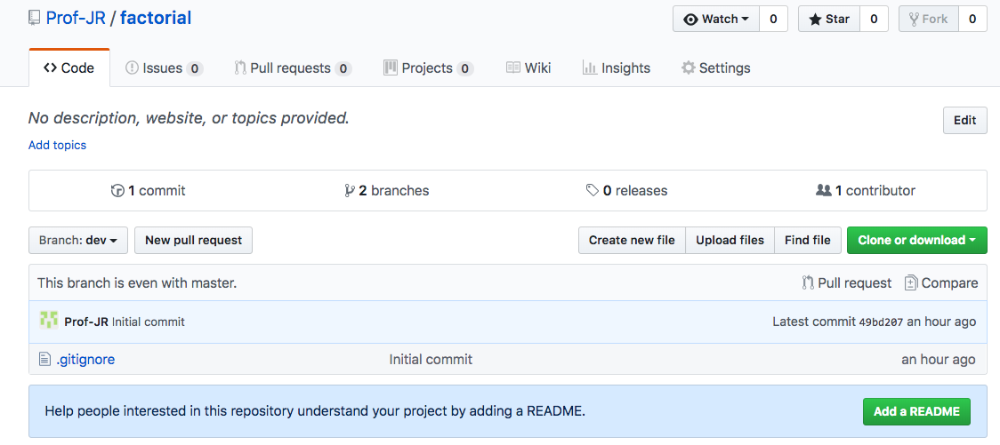 Prof-JR / factorial
Watch 0 Star 0 Fork 0
Code Issues 0 Pull requests 0 Projects 0 Wiki Insights Settings
No description, website, or topics provided.
Edit
Add topics
1 commit 2 branches 0 releases 1 contributor
Branch: dev New pull request Create new file Upload files Find file Clone or download
This branch is even with master. Pull request Compare
Prof-JR Initial commit Latest commit 49bd207 an hour ago
.gitignore Initial commit an hour ago
Help people interested in this repository understand your project by adding a README. Add a README